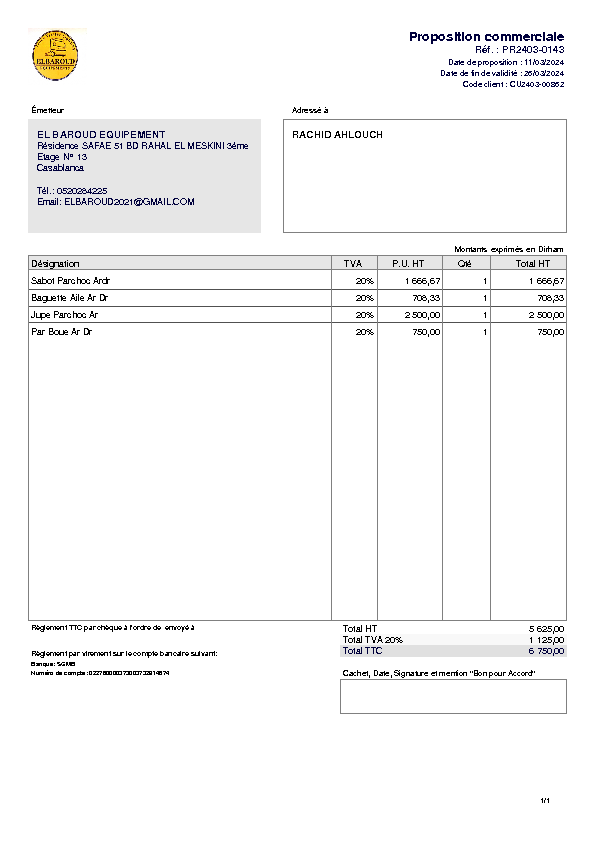 ELBAROUD
EQUIPEMENT
Proposition commerciale
Réf. : PR2403-0143
Date de proposition : 11/03/2024
Date de fin de validité : 26/03/2024
Code client : CU2403-00862
Émetteur
Adressé à
EL BAROUD EQUIPEMENT
Résidence SAFAE 51 BD RAHAL EL MESKINI 3éme
Etage N° 13
Casablanca
Tél.: 0520284225
Email: ELBAROUD2021@GMAIL.COM
RACHID AHLOUCH
Montants exprimés en Dirham
Désignation TVA P.U. HT Qté Total HT
Sabot Parchoc Ardr 20% 1 666,67 1 1 666,67
Baguette Aile Ar Dr 20% 708,33 1 708,33
Jupe Parchoc Ar 20% 2 500,00 1 2 500,00
Par Boue Ar Dr 20% 750,00 1 750,00
Règlement TTC par chèque à l'ordre de envoyé à
Total HT 5 625,00
Total TVA 20% 1 125,00
Total TTC 6 750,00
Règlement par virement sur le compte bancaire suivant:
Banque: SGMB
Numéro de compte:
Cachet, Date, Signature et mention "Bon pour Accord"
1/1